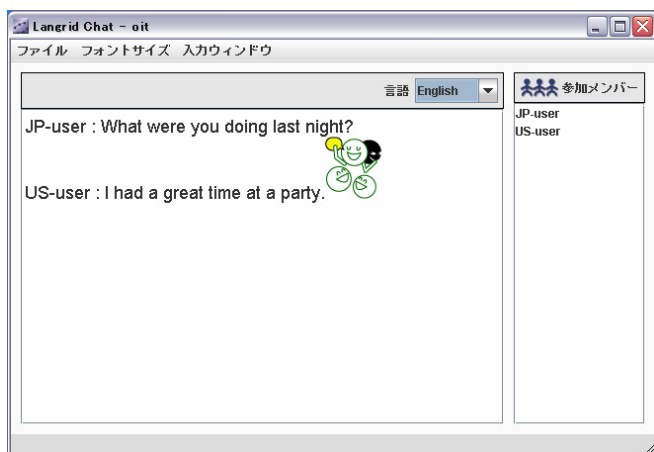 Langrid Chat - oit
ファイル フォントサイズ 入力ウィンドウ
言語 English
参加メンバー
JP-user : What were you doing last night?
US-user : I had a great time at a party.
JP-user
US-user